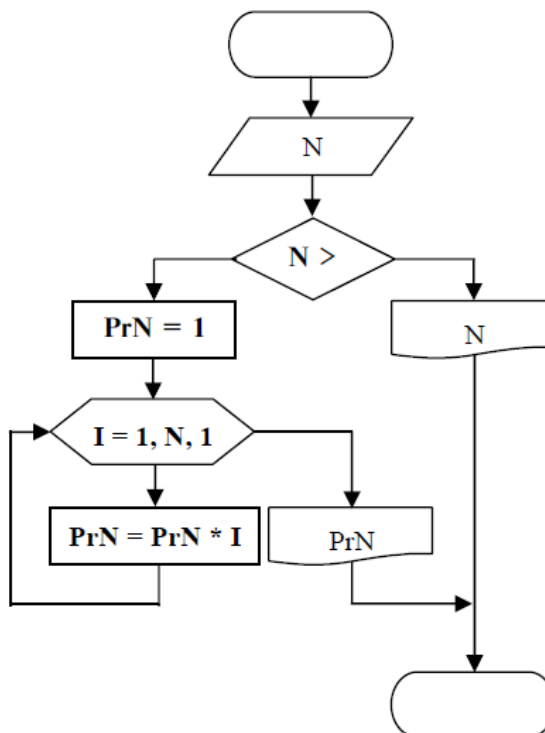 N
N >
PrN = 1
N
I = 1, N, 1
PrN = PrN * I
PrN